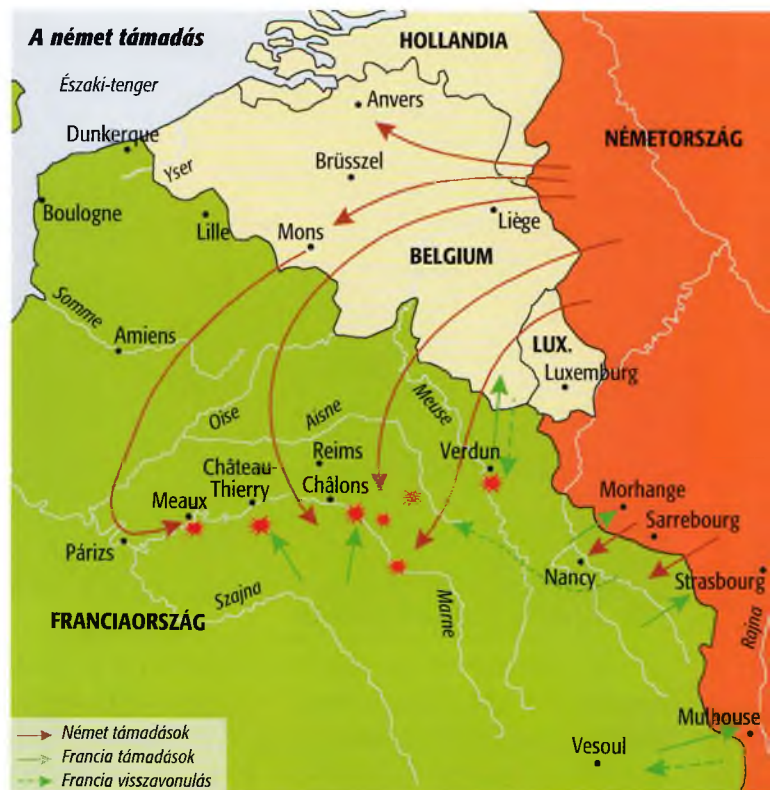 A német támadás
HOLLANDIA
Északi-tenger
Anvers
NÉMETORSZÁG
Dunkerque
Brüsszel
Yser
Boulogne
Lille
Liège
Mons
BELGIUM
Somme
Amiens
LUX.
Luxemburg
Meuse
Oise
Aisne
Reims
Verdun
Château-
Thierry
Châlons
Meaux
Morhange
Sarrebourg
Párizs
Nancy
Strasbourg
Szajna
Marne
Rajna
FRANCIAORSZÁG
Mulhouse
Vesoul
Német támadások
Francia támadások
Francia visszavonulás